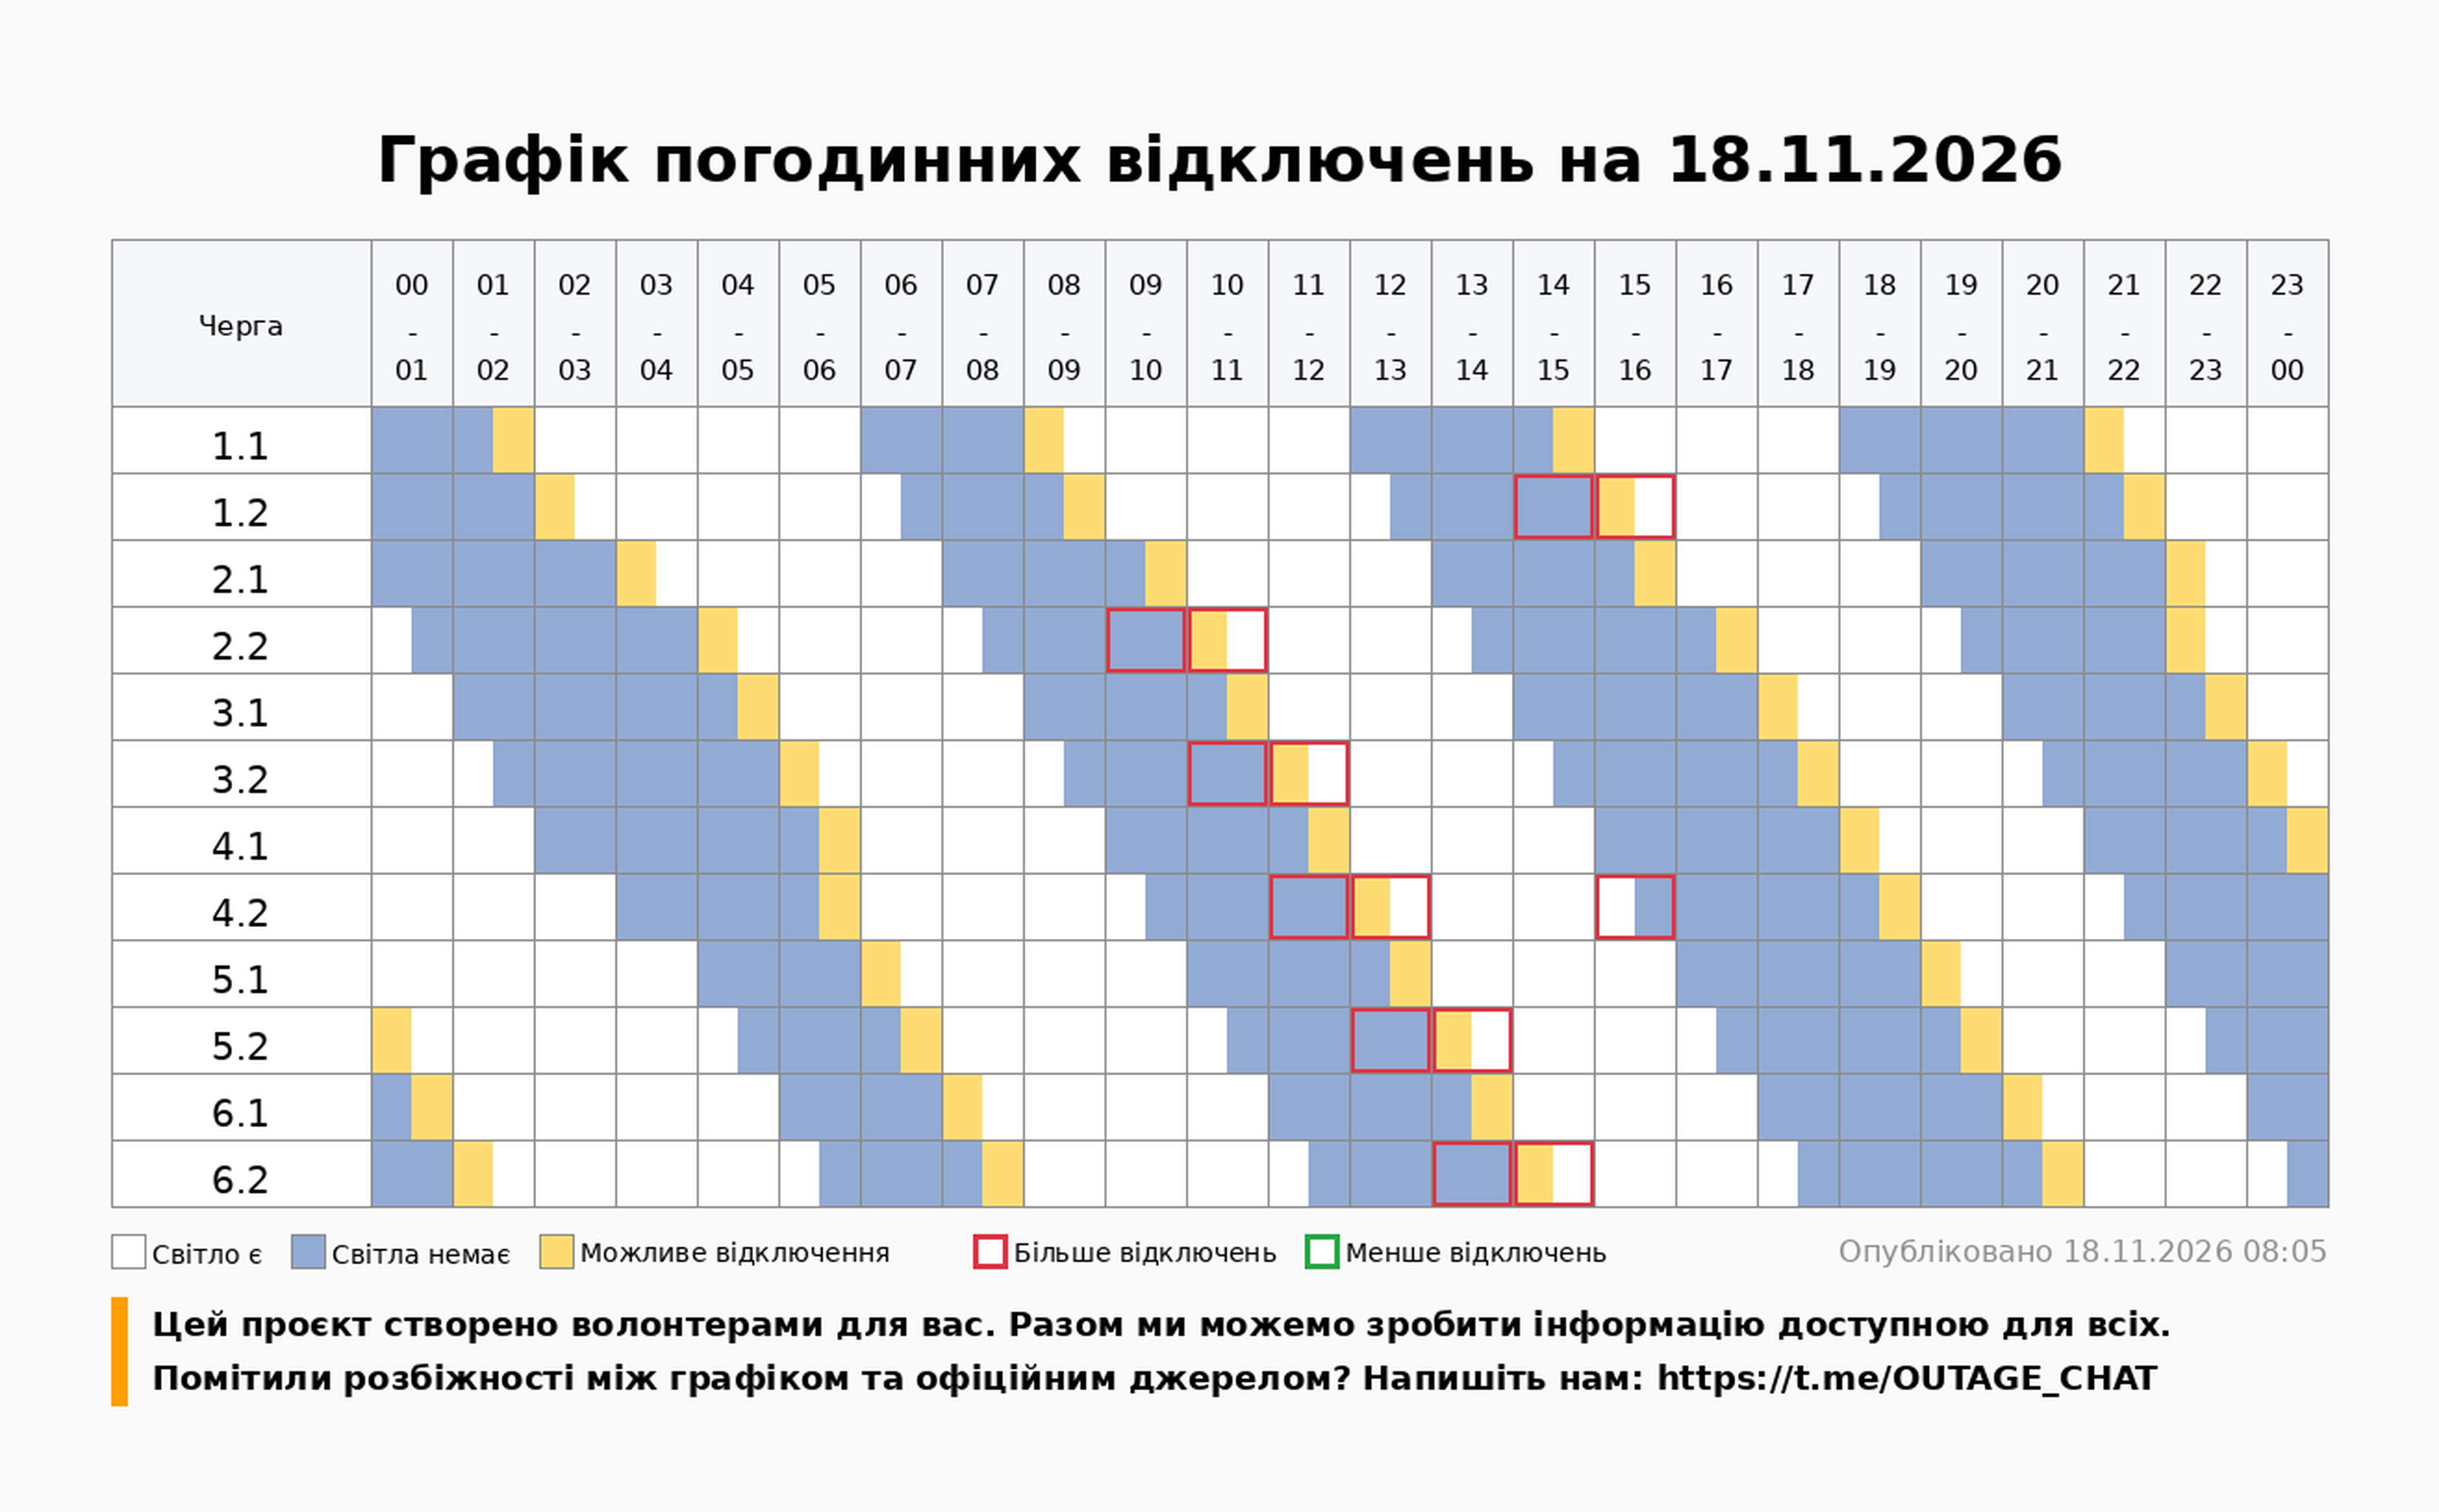 Графік погодинних відключень на 18.11.2026
Черга 00 - 01 01 - 02 02 - 03 03 - 04 04 - 05 05 - 06 06 - 07 07 - 08 08 - 09 09 - 10 10 - 11 11 - 12 12 - 13 13 - 14 14 - 15 15 - 16 16 - 17 17 - 18 18 - 19 19 - 20 20 - 21 21 - 22 22 - 23 23 - 00
1.1
1.2
2.1
2.2
3.1
3.2
4.1
4.2
5.1
5.2
6.1
6.2
Світло є Світла немає Можливе відключення Більше відключень Менше відключень Опубліковано 18.11.2026 08:05
Цей проєкт створено волонтерами для вас. Разом ми можемо зробити інформацію доступною для всіх.
Помітили розбіжності між графіком та офіційним джерелом? Напишіть нам: https://t.me/OUTAGE_CHAT